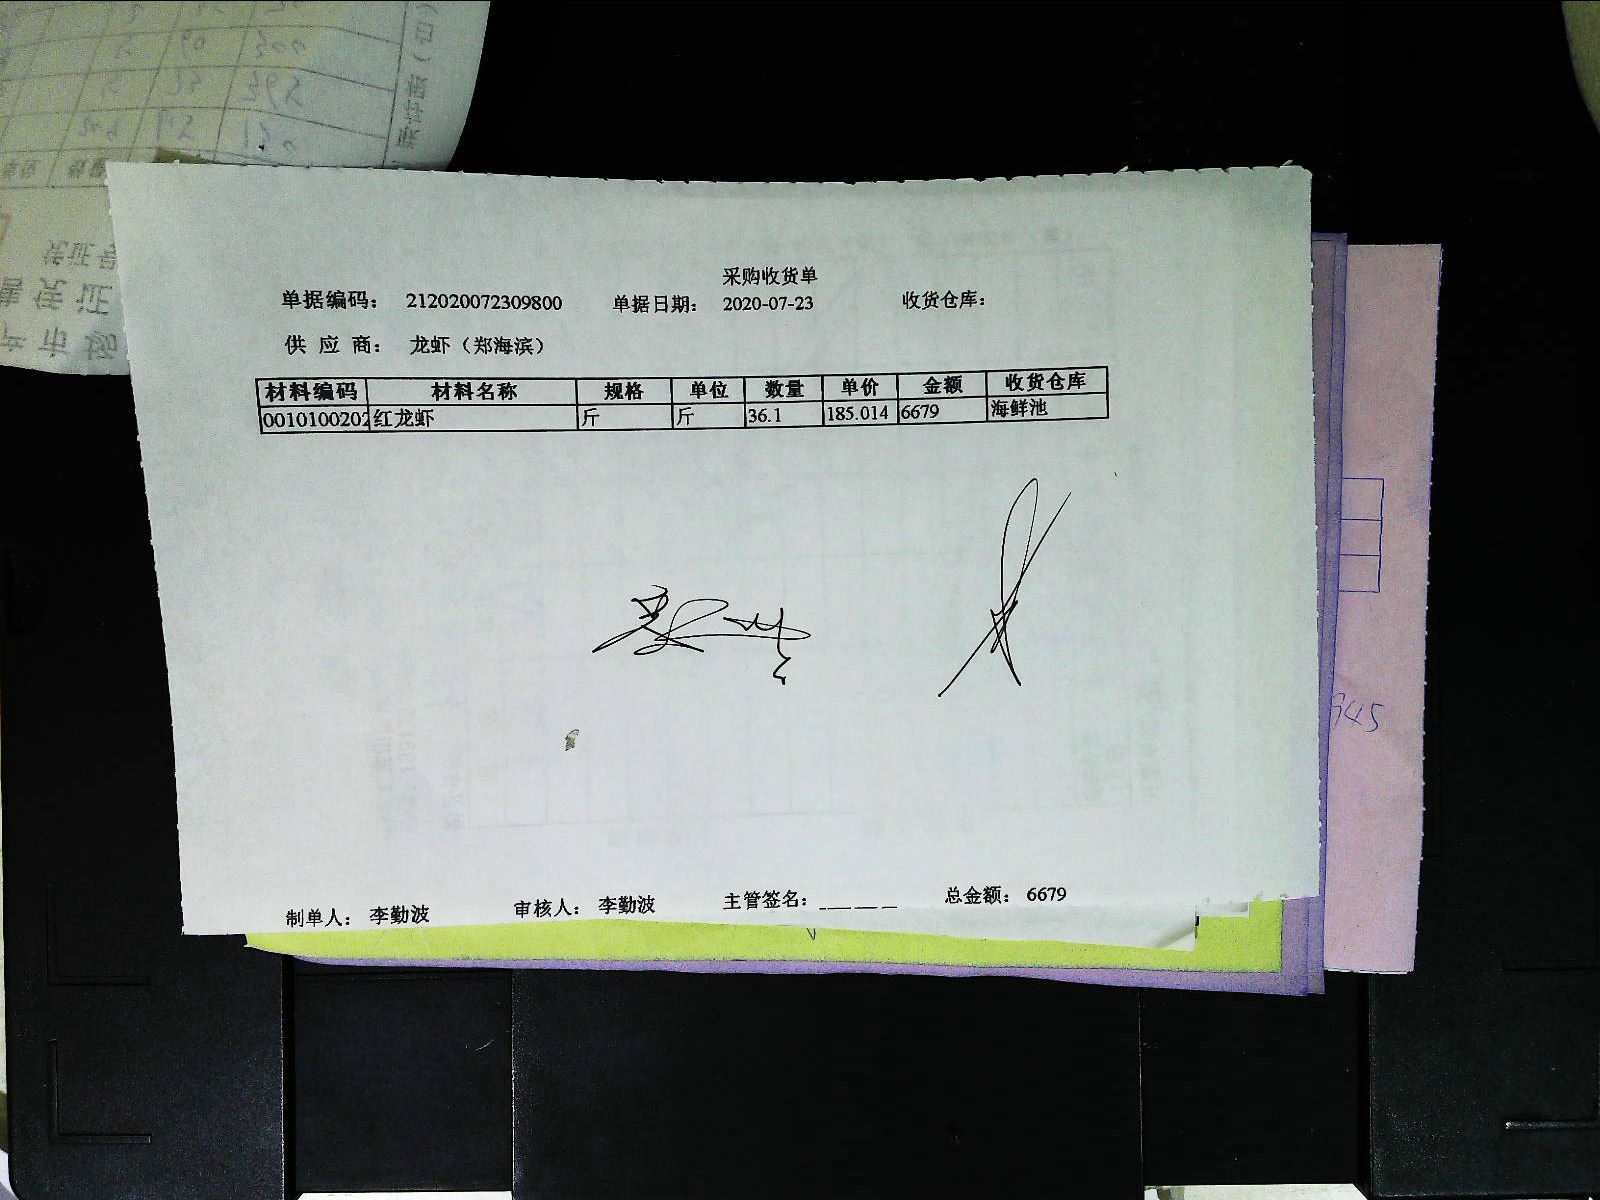 采购收货单
单据编码： 212020072309800 单据日期： 2020-07-23 收货仓库：
供 应 商： 龙虾（郑海滨）
材料编码 材料名称 规格 单位 数量 单价 金额 收货仓库
0010100202 红龙虾 斤 斤 36.1 185.014 6679 海鲜池
制单人： 李勤波 审核人： 李勤波 主管签名： 总金额： 6679